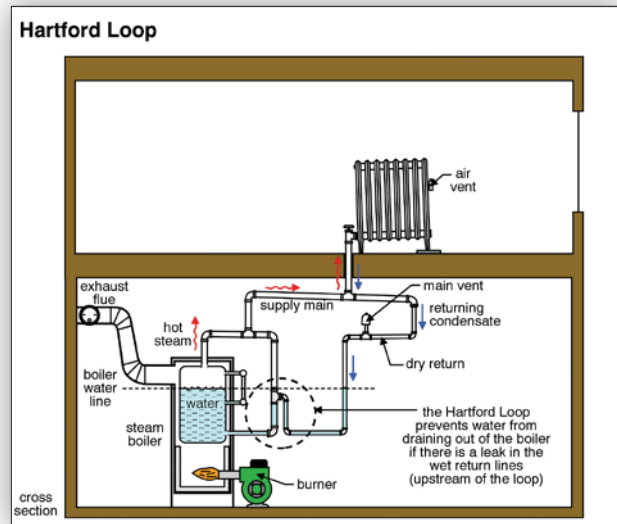 Hartford Loop
air
vent
exhaust
flue
main vent
supply main
returning
condensate
hot
steam
dry return
boiler
water
line
water
steam
boiler
the Hartford Loop
prevents water from
draining out of the boiler
if there is a leak in the
wet return lines
(upstream of the loop)
burner
cross
section